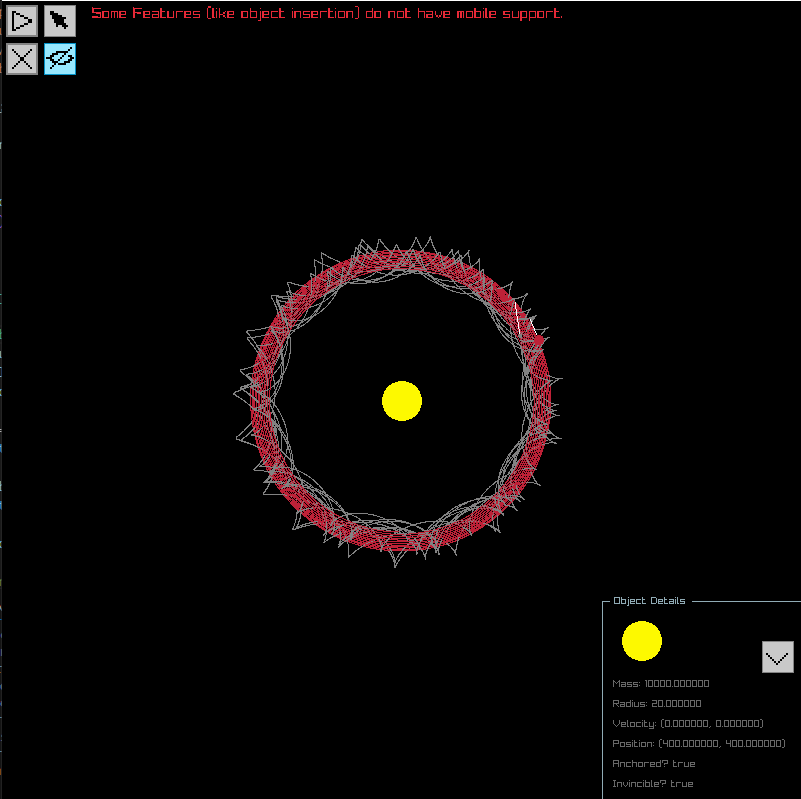 Some Features (like object insertion) do not have mobile support.
Object Details
Mass: 10000.000000
Radius: 20.000000
Velocity: (0.000000, 0.000000)
Position: (400.000000, 400.000000)
Anchored? true
Invincible? true